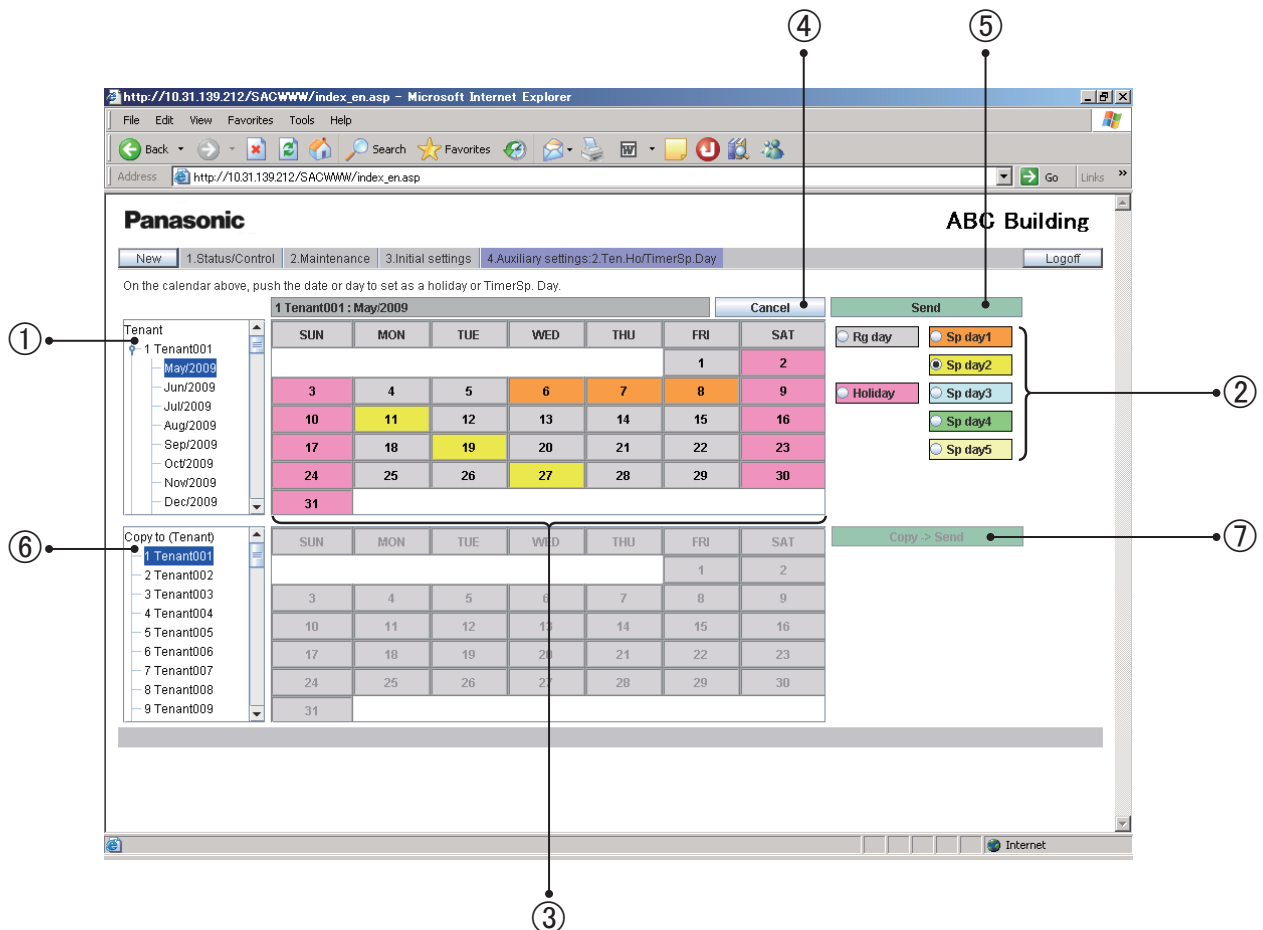 ④ ⑤
http://10.31.139.212/SACWWW/index_en.asp - Microsoft Internet Explorer
File Edit View Favorites Tools Help
Back Search Favorites
Address http://10.31.139.212/SACWWW/index_en.asp Go Links »
Panasonic ABC Building
New 1.Status/Control 2.Maintenance 3.Initial settings 4.Auxiliary settings:2.Ten.Ho/TimerSp.Day Logoff
On the calendar above, push the date or day to set as a holiday or TimerSp. Day.
1 Tenant001 : May/2009 Cancel Send
①
Tenant
1 Tenant001
May/2009
Jun/2009
Jul/2009
Aug/2009
Sep/2009
Oct/2009
Nov/2009
Dec/2009
SUN MON TUE WED THU FRI SAT
1 2
3 4 5 6 7 8 9
10 11 12 13 14 15 16
17 18 19 20 21 22 23
24 25 26 27 28 29 30
31
Rg day Sp day1
Sp day2
Holiday Sp day3
Sp day4
Sp day5
②
⑥
Copy to (Tenant)
1 Tenant001
2 Tenant002
3 Tenant003
4 Tenant004
5 Tenant005
6 Tenant006
7 Tenant007
8 Tenant008
9 Tenant009
SUN MON TUE WED THU FRI SAT
1 2
3 4 5 6 7 8 9
10 11 12 13 14 15 16
17 18 19 20 21 22 23
24 25 26 27 28 29 30
31
Copy -> Send
⑦
Internet
③